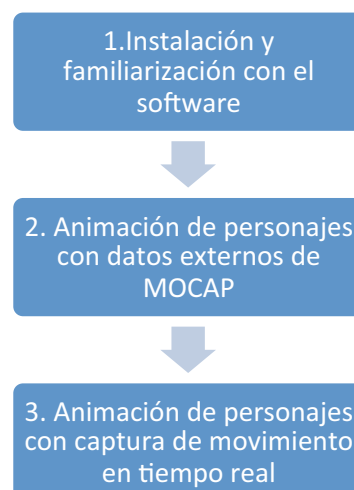 1.Instalación y
familiarización con el
software
2. Animación de personajes
con datos externos de
MOCAP
3. Animación de personajes
con captura de movimiento
en tiempo real